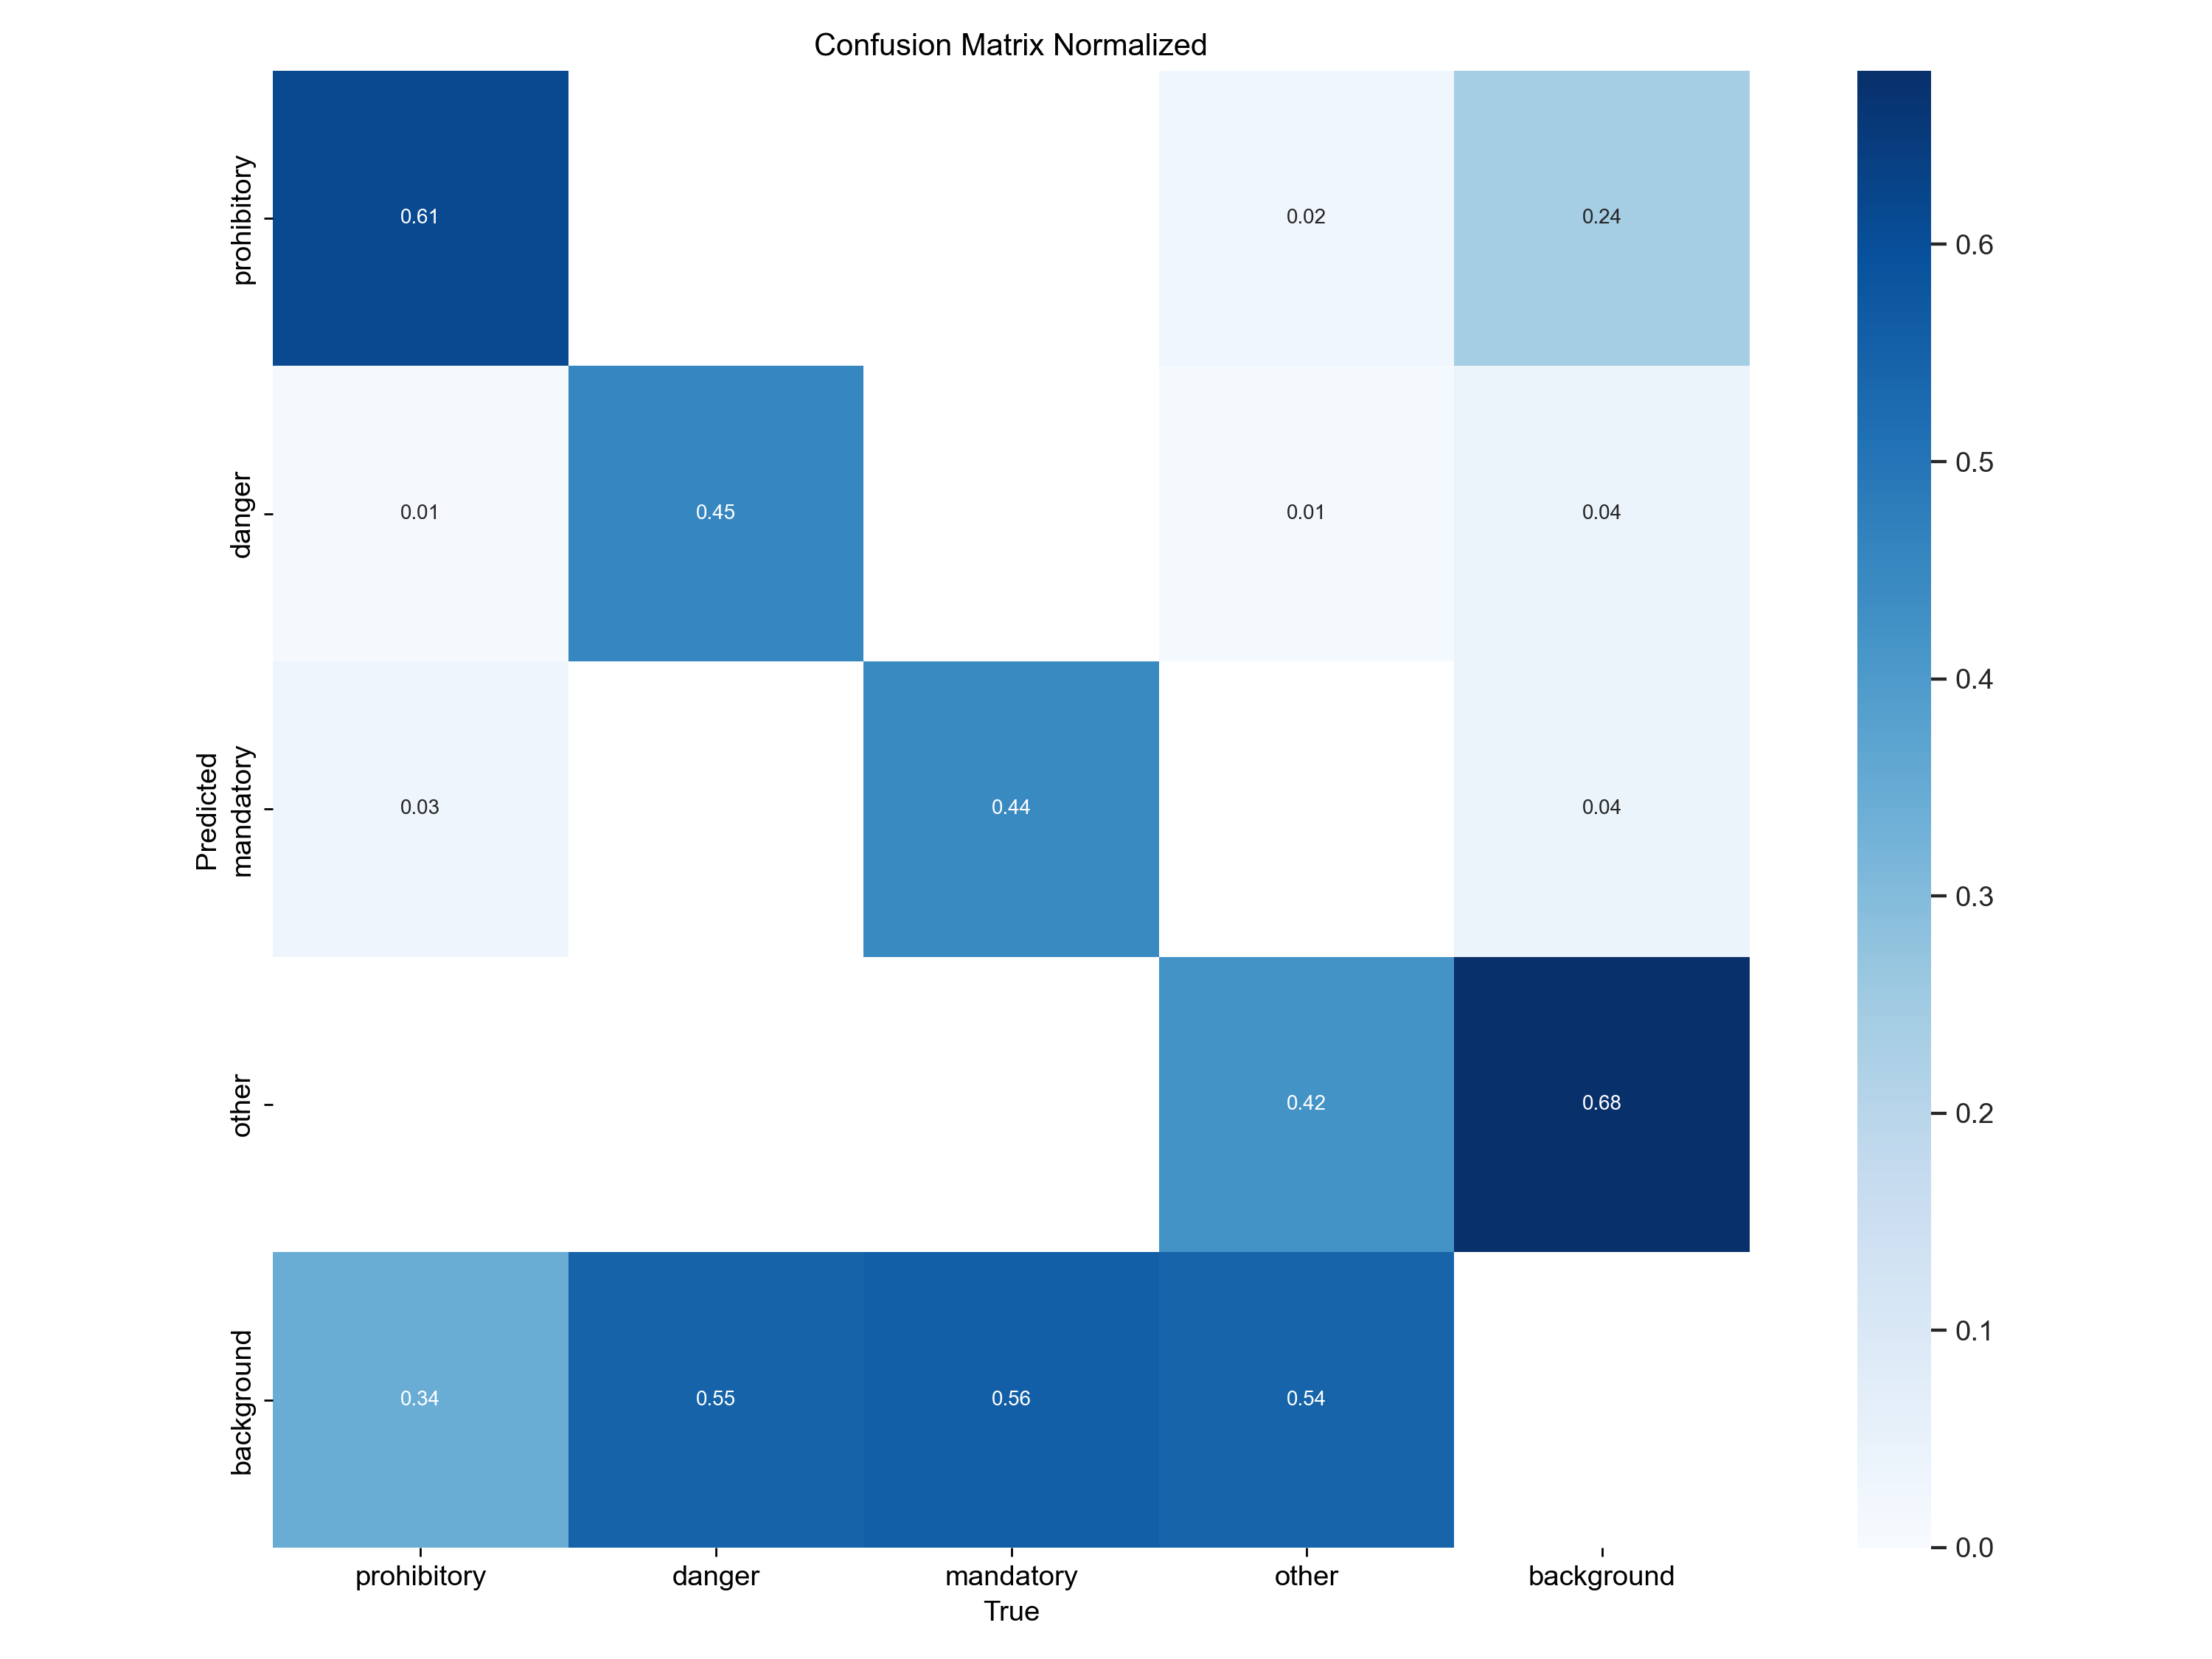 Confusion Matrix Normalized
prohibitory
0.61
0.02
0.24
danger
0.01
0.45
0.01
0.04
Predicted
mandatory
0.03
0.44
0.04
other
0.42
0.68
background
0.34
0.55
0.56
0.54
prohibitory
danger
mandatory
other
background
True
0.6
0.5
0.4
0.3
0.2
0.1
0.0